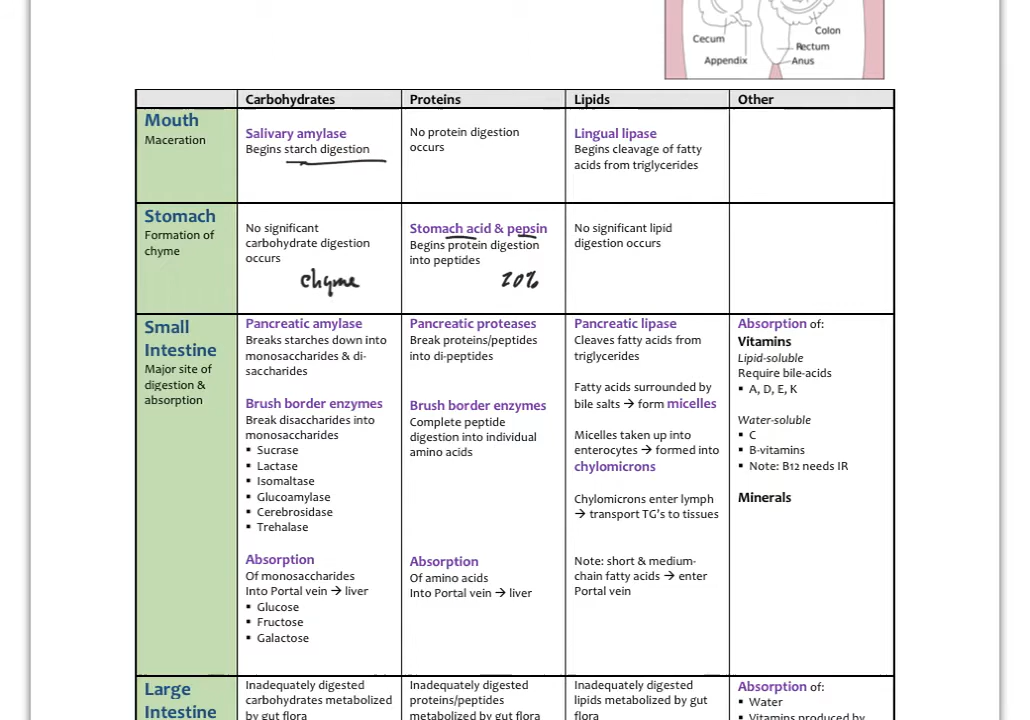 Cecum
Colon
Rectum
Appendix
Anus
Carbohydrates Proteins Lipids Other
Mouth
Maceration
Salivary amylase
Begins starch digestion
No protein digestion
occurs
Lingual lipase
Begins cleavage of fatty
acids from triglycerides
Stomach
Formation of
chyme
No significant
carbohydrate digestion
occurs
chyme
Stomach acid & pepsin
Begins protein digestion
into peptides
20%
No significant lipid
digestion occurs
Small
Intestine
Major site of
digestion &
absorption
Pancreatic amylase
Breaks starches down into
monosaccharides & di-
saccharides
Brush border enzymes
Break disaccharides into
monosaccharides
▪ Sucrase
▪ Lactase
▪ Isomaltase
▪ Glucoamylase
▪ Cerebrosidase
▪ Trehalase
Absorption
Of monosaccharides
Into Portal vein → liver
▪ Glucose
▪ Fructose
▪ Galactose
Pancreatic proteases
Break proteins/peptides
into di-peptides
Brush border enzymes
Complete peptide
digestion into individual
amino acids
Absorption
Of amino acids
Into Portal vein → liver
Pancreatic lipase
Cleaves fatty acids from
triglycerides
Fatty acids surrounded by
bile salts → form micelles
Micelles taken up into
enterocytes → formed into
chylomicrons
Chylomicrons enter lymph
→ transport TG's to tissues
Note: short & medium-
chain fatty acids → enter
Portal vein
Absorption of:
Vitamins
Lipid-soluble
Require bile-acids
▪ A, D, E, K
Water-soluble
▪ C
▪ B-vitamins
▪ Note: B12 needs IR
Minerals
Large
Intestine
Inadequately digested
carbohydrates metabolized
by gut flora
Inadequately digested
proteins/peptides
metabolized by gut flora
Inadequately digested
lipids metabolized by gut
flora
Absorption of:
▪ Water
▪ Vitamins produced by